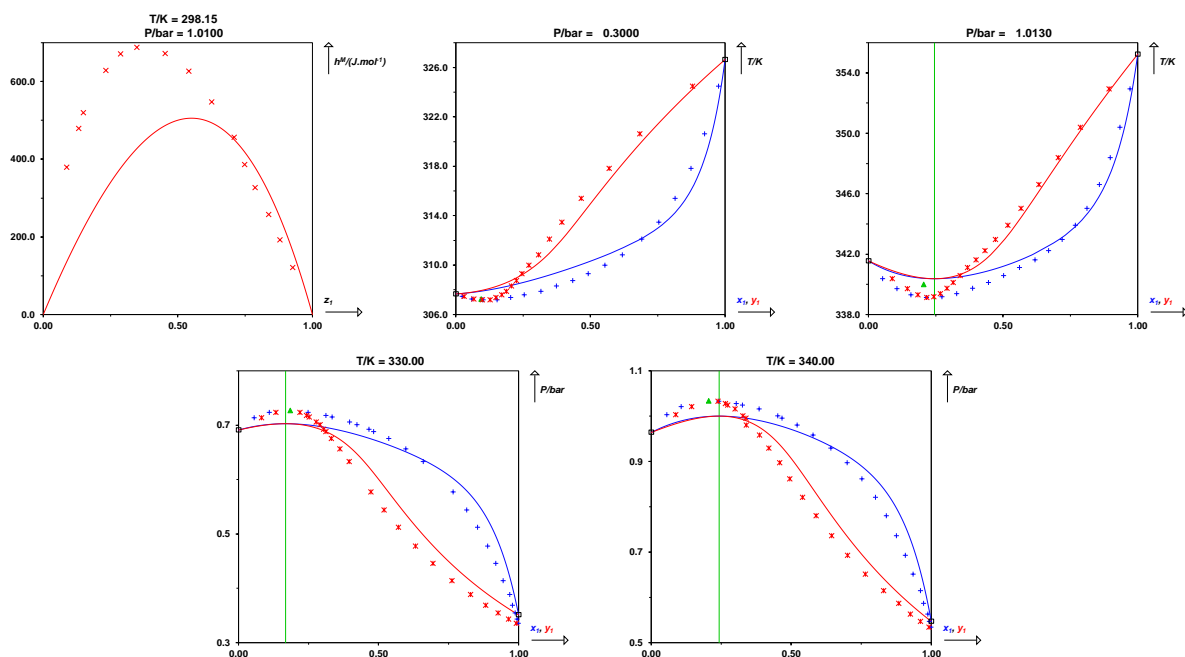 T/K = 298.15
P/bar = 1.0100
hᴹ/(J.mol⁻¹)
600.0
400.0
200.0
0.0
0.00
0.50
1.00
z₁
P/bar = 0.3000
T/K
326.0
322.0
318.0
314.0
310.0
306.0
0.00
0.50
1.00
x₁, y₁
P/bar = 1.0130
T/K
354.0
350.0
346.0
342.0
338.0
0.00
0.50
1.00
x₁, y₁
T/K = 330.00
P/bar
0.7
0.5
0.3
0.00
0.50
1.00
x₁, y₁
T/K = 340.00
P/bar
1.1
0.9
0.7
0.5
0.00
0.50
1.00
x₁, y₁